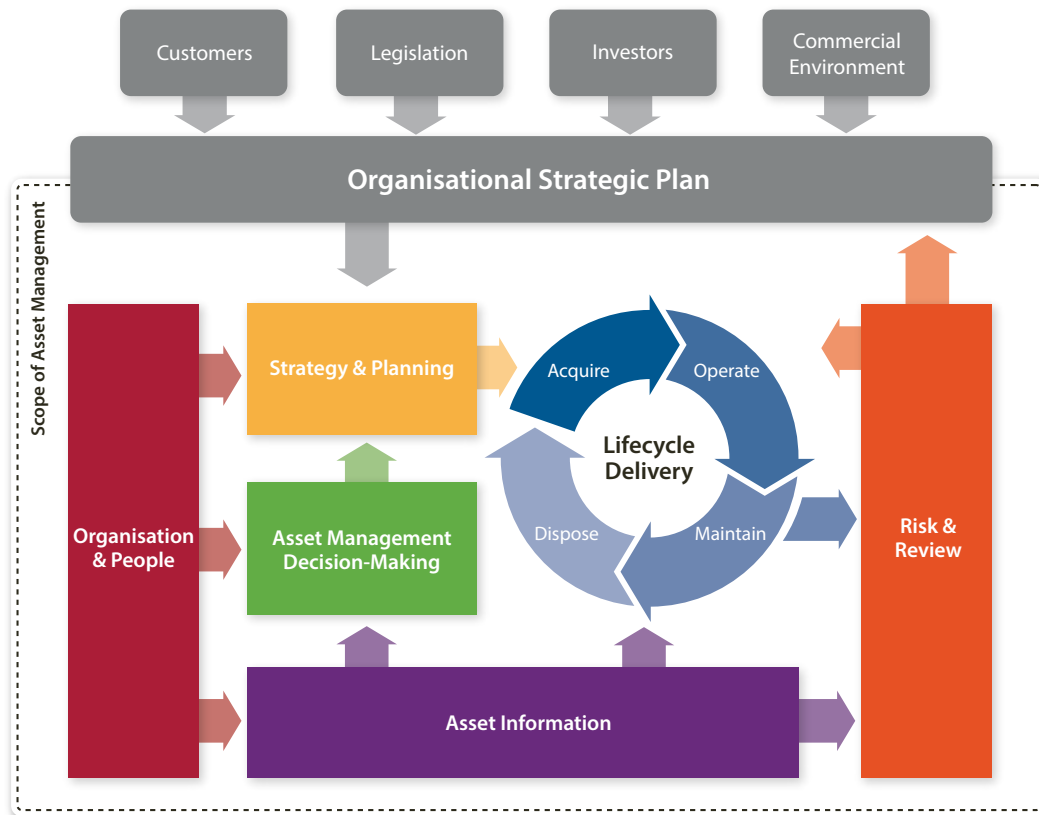 Customers
Legislation
Investors
Commercial
Environment
Organisational Strategic Plan
Scope of Asset Management
Strategy & Planning
Acquire
Operate
Lifecycle
Delivery
Organisation
& People
Asset Management
Decision-Making
Dispose
Maintain
Risk &
Review
Asset Information